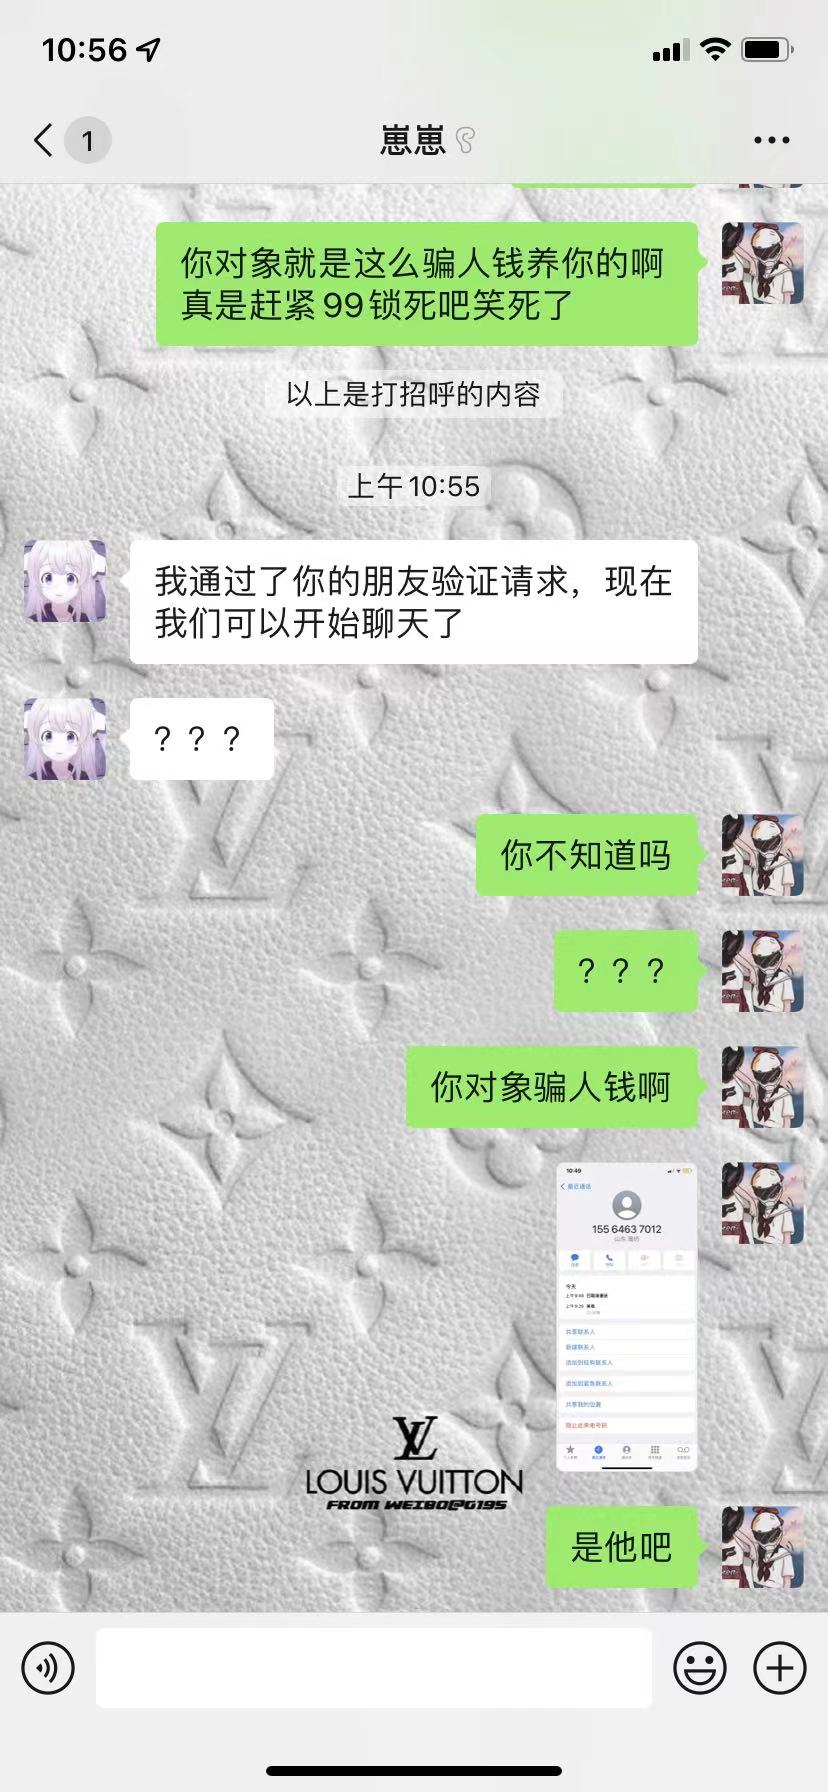 10:56
1
崽崽
你对象就是这么骗人钱养你的啊
真是赶紧99锁死吧笑死了
以上是打招呼的内容
上午10:55
我通过了你的朋友验证请求，现在
我们可以开始聊天了
？？？
你不知道吗
？？？
你对象骗人钱啊
10:49
最近通话
155 6463 7012
今天
共享联系人
新建联系人
添加到现有联系人
添加到紧急联系人
共享我的位置
阻止此来电号码
LOUIS VUITTON
FROM WEIBO@G195
是他吧